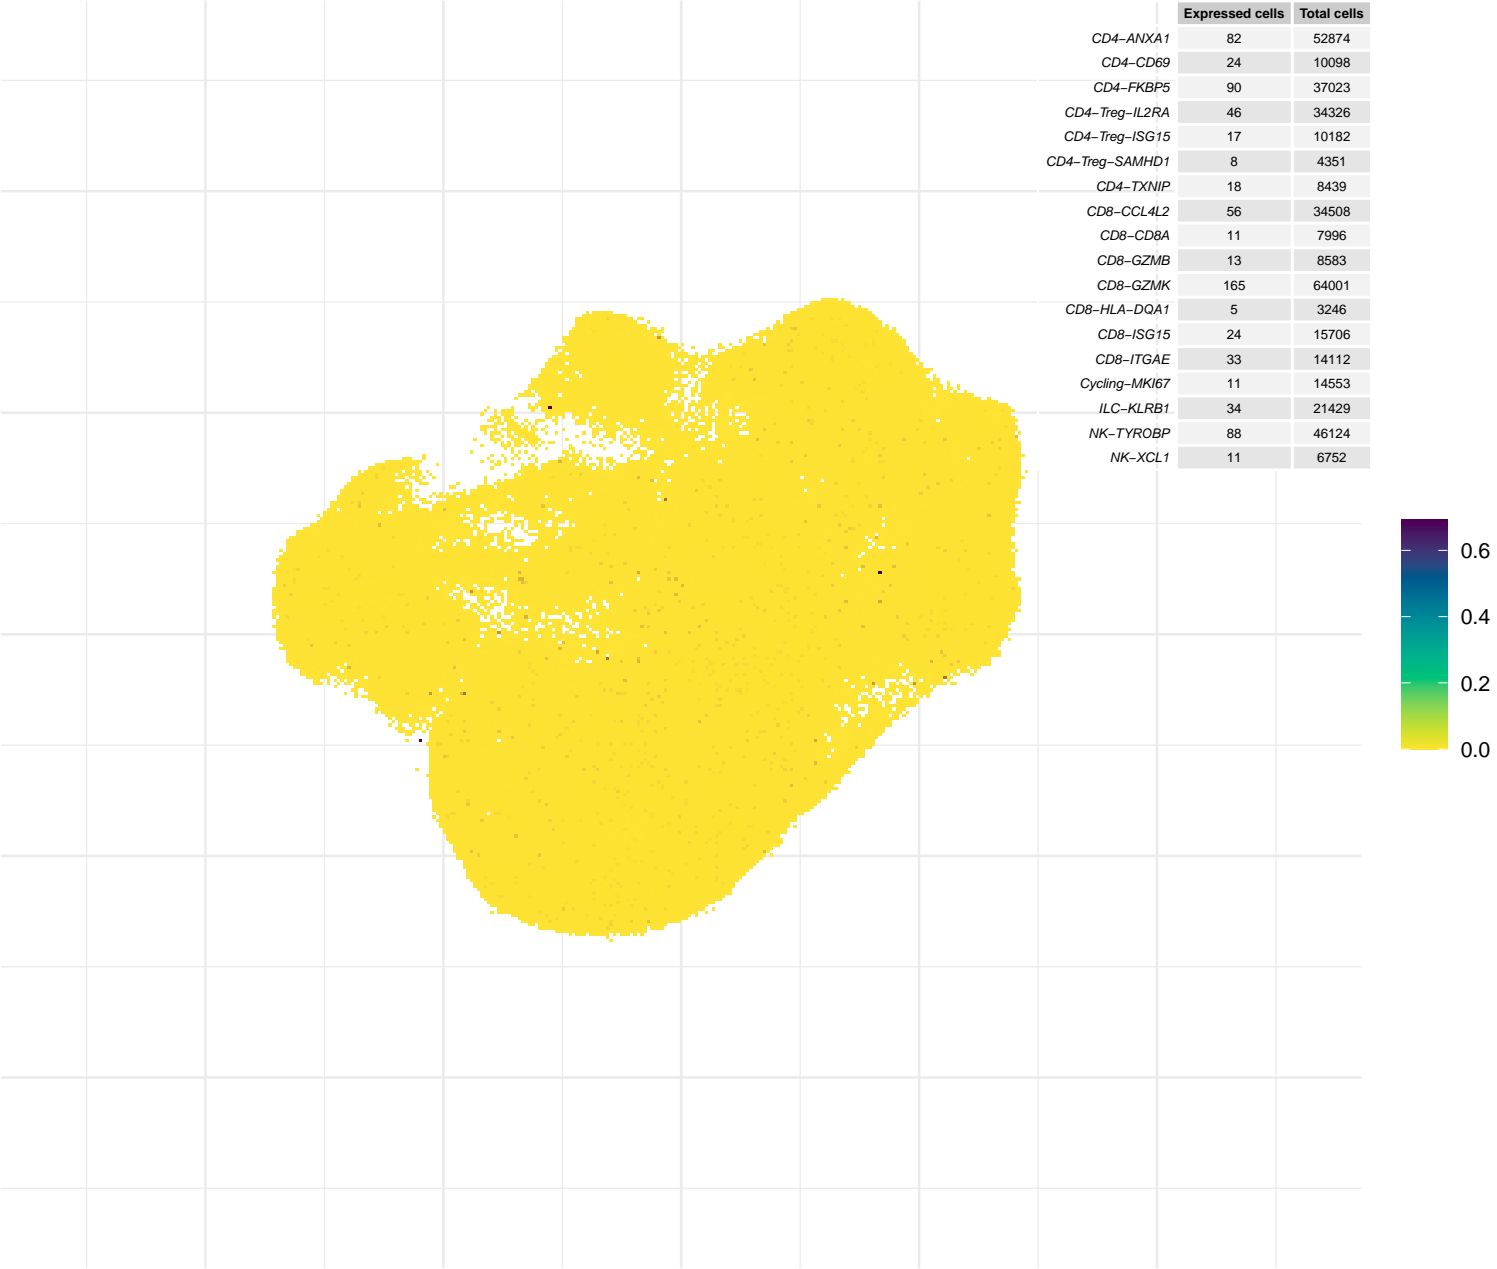 Expressed cells Total cells
CD4−ANXA1 82 52874
CD4−CD69 24 10098
CD4−FKBP5 90 37023
CD4−Treg−IL2RA 46 34326
CD4−Treg−ISG15 17 10182
CD4−Treg−SAMHD1 8 4351
CD4−TXNIP 18 8439
CD8−CCL4L2 56 34508
CD8−CD8A 11 7996
CD8−GZMB 13 8583
CD8−GZMK 165 64001
CD8−HLA−DQA1 5 3246
CD8−ISG15 24 15706
CD8−ITGAE 33 14112
Cycling−MKI67 11 14553
ILC−KLRB1 34 21429
NK−TYROBP 88 46124
NK−XCL1 11 6752
0.6
0.4
0.2
0.0